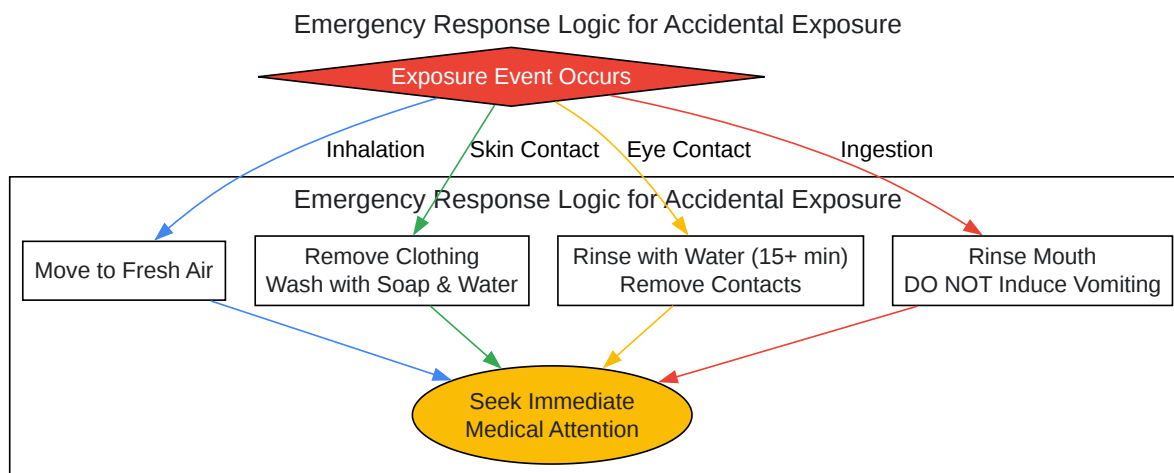 Emergency Response Logic for Accidental Exposure
Exposure Event Occurs
Inhalation
Skin Contact
Eye Contact
Ingestion
Emergency Response Logic for Accidental Exposure
Move to Fresh Air
Remove Clothing
Wash with Soap & Water
Rinse with Water (15+ min)
Remove Contacts
Rinse Mouth
DO NOT Induce Vomiting
Seek Immediate
Medical Attention